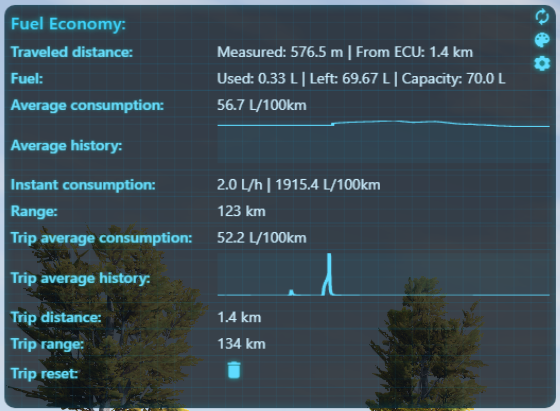 Fuel Economy:
Traveled distance: Measured: 576.5 m | From ECU: 1.4 km
Fuel: Used: 0.33 L | Left: 69.67 L | Capacity: 70.0 L
Average consumption: 56.7 L/100km
Average history:
Instant consumption: 2.0 L/h | 1915.4 L/100km
Range: 123 km
Trip average consumption: 52.2 L/100km
Trip average history:
Trip distance: 1.4 km
Trip range: 134 km
Trip reset: